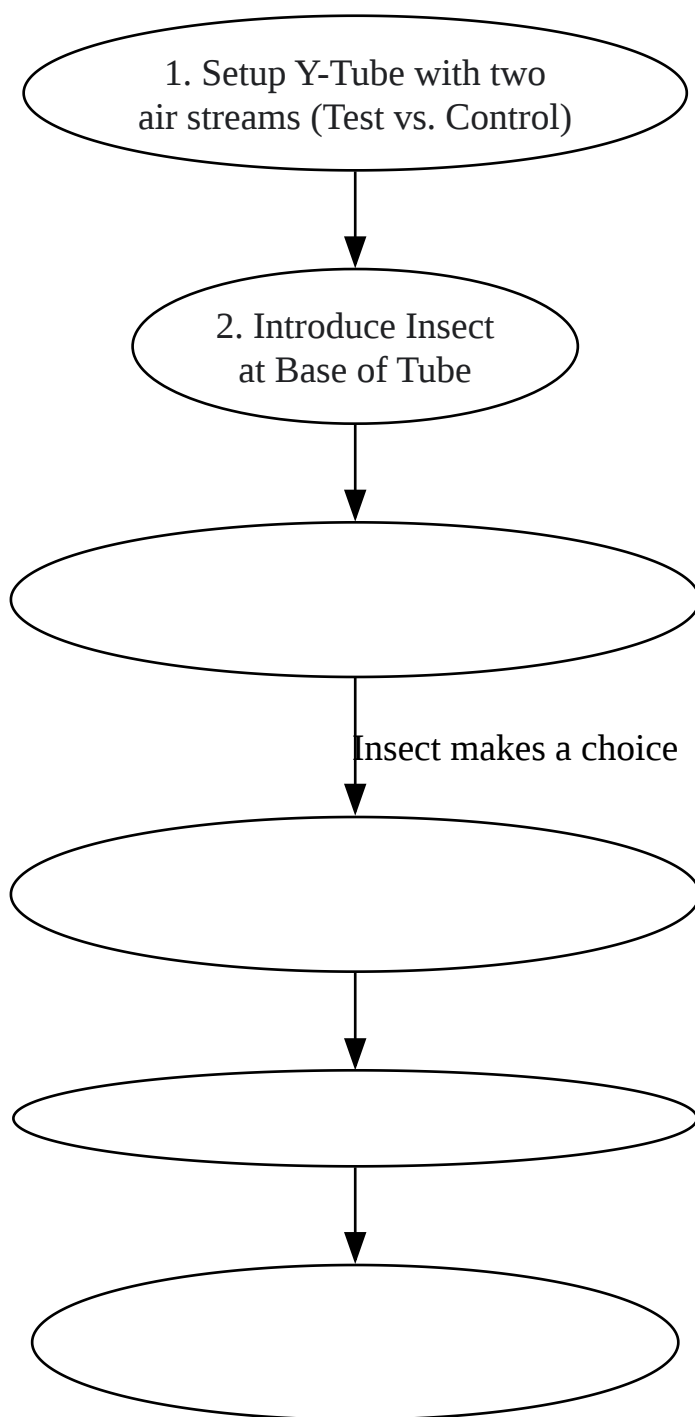 1. Setup Y-Tube with two
air streams (Test vs. Control)
2. Introduce Insect
at Base of Tube
Insect makes a choice